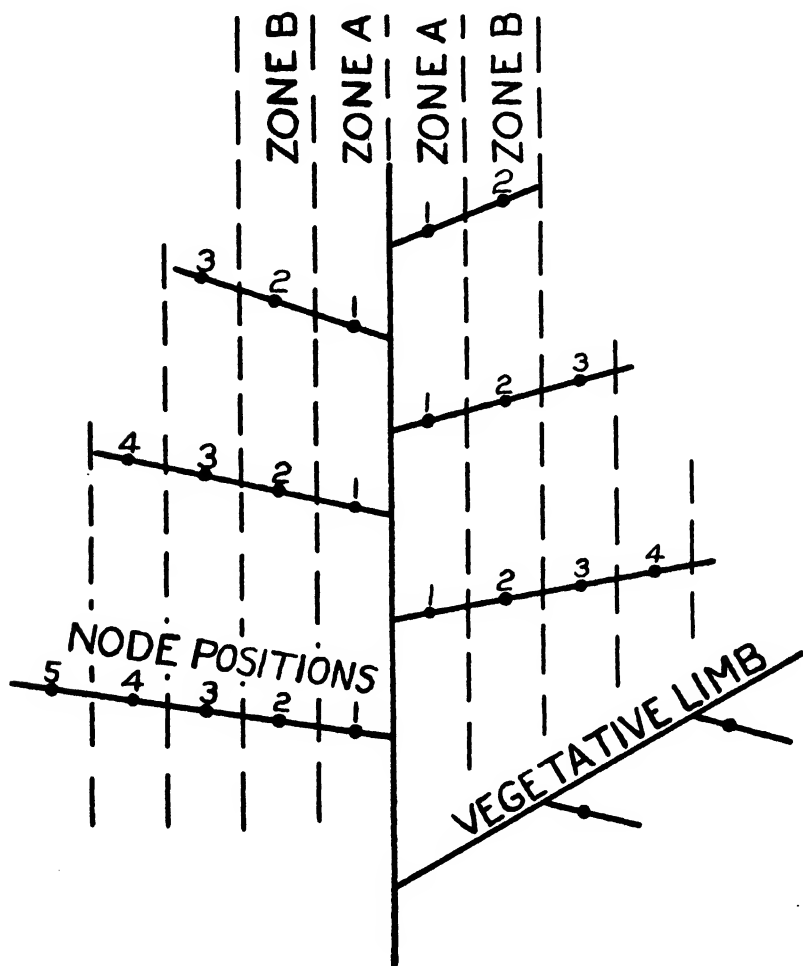 ZONE B
ZONE A
ZONE A
ZONE B
1 2
3 2 1
1 2 3
4 3 2 1
1 2 3 4
NODE POSITIONS
5 4 3 2 1
VEGETATIVE LIMB